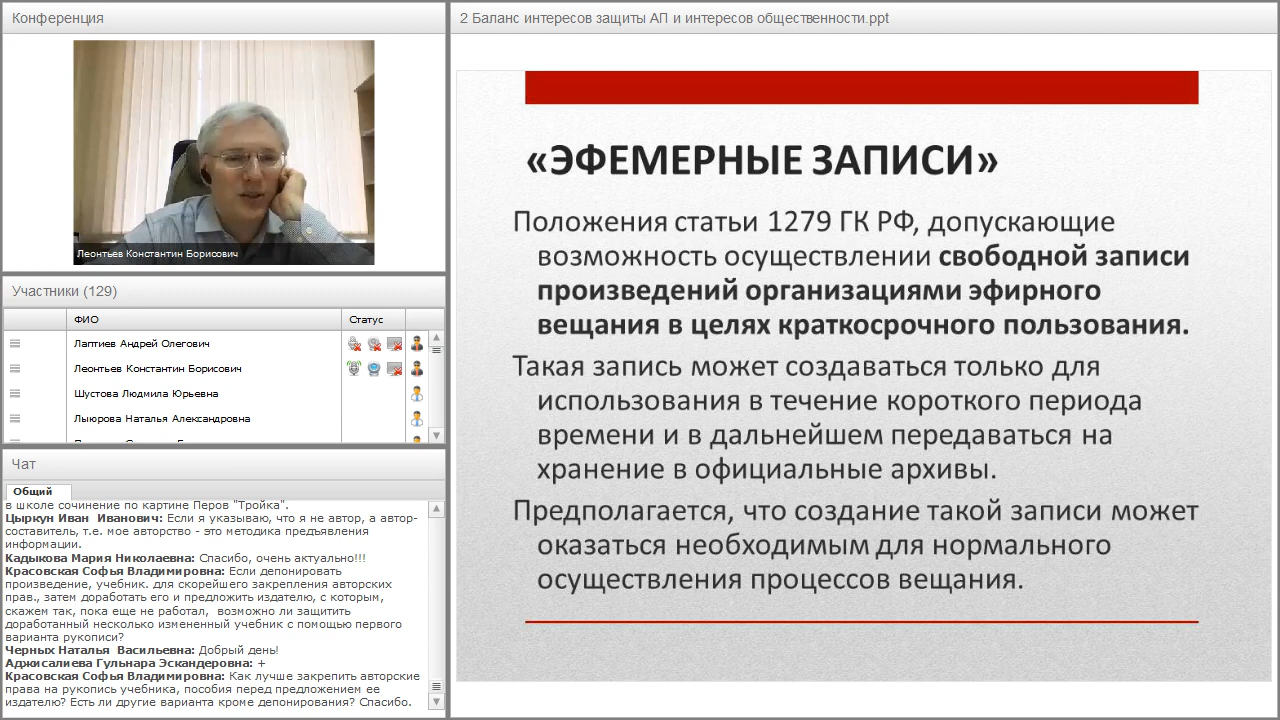 Конференция
Леонтьев Константин Борисович
Участники (129)
ФИО
Статус
Лаптиев Андрей Олегович
Леонтьев Константин Борисович
Шустова Людмила Юрьевна
Лыюрова Наталья Александровна
Чат
Общий
в школе сочинение по картине Перов "Тройка".
Цыркун Иван Иванович: Если я указываю, что я не автор, а автор-
составитель, т.е. мое авторство - это методика предъявления
информации.
Кадыкова Мария Николаевна: Спасибо, очень актуально!!!
Красовская Софья Владимировна: Если депонировать
произведение, учебник. для скорейшего закрепления авторских
прав., затем доработать его и предложить издателю, с которым,
скажем так, пока еще не работал, возможно ли защитить
доработанный несколько измененный учебник с помощью первого
варианта рукописи?
Черных Наталья Васильевна: Добрый день!
Аджисалиева Гульнара Эскандеровна: +
Красовская Софья Владимировна: Как лучше закрепить авторские
права на рукопись учебника, пособия перед предложением ее
издателю? Есть ли другие варианта кроме депонирования? Спасибо.
2 Баланс интересов защиты АП и интересов общественности.ppt
«ЭФЕМЕРНЫЕ ЗАПИСИ»
Положения статьи 1279 ГК РФ, допускающие
возможность осуществлении свободной записи
произведений организациями эфирного
вещания в целях краткосрочного пользования.
Такая запись может создаваться только для
использования в течение короткого периода
времени и в дальнейшем передаваться на
хранение в официальные архивы.
Предполагается, что создание такой записи может
оказаться необходимым для нормального
осуществления процессов вещания.